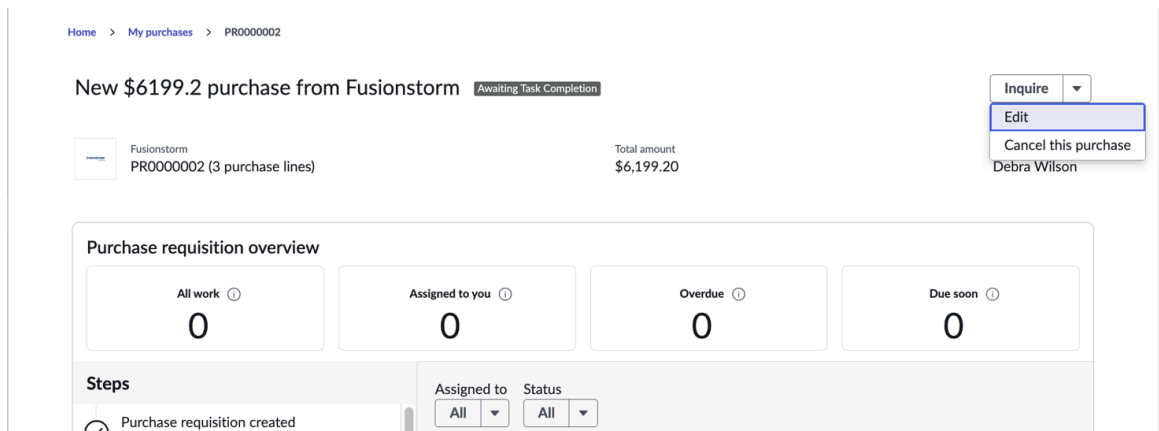 Home > My purchases > PR0000002
New $6199.2 purchase from Fusionstorm Awaiting Task Completion
Inquire
Edit
Cancel this purchase
Fusionstorm
PR0000002 (3 purchase lines)
Total amount
$6,199.20
Debra Wilson
Purchase requisition overview
All work
0
Assigned to you
0
Overdue
0
Due soon
0
Steps
Purchase requisition created
Assigned to Status
All All